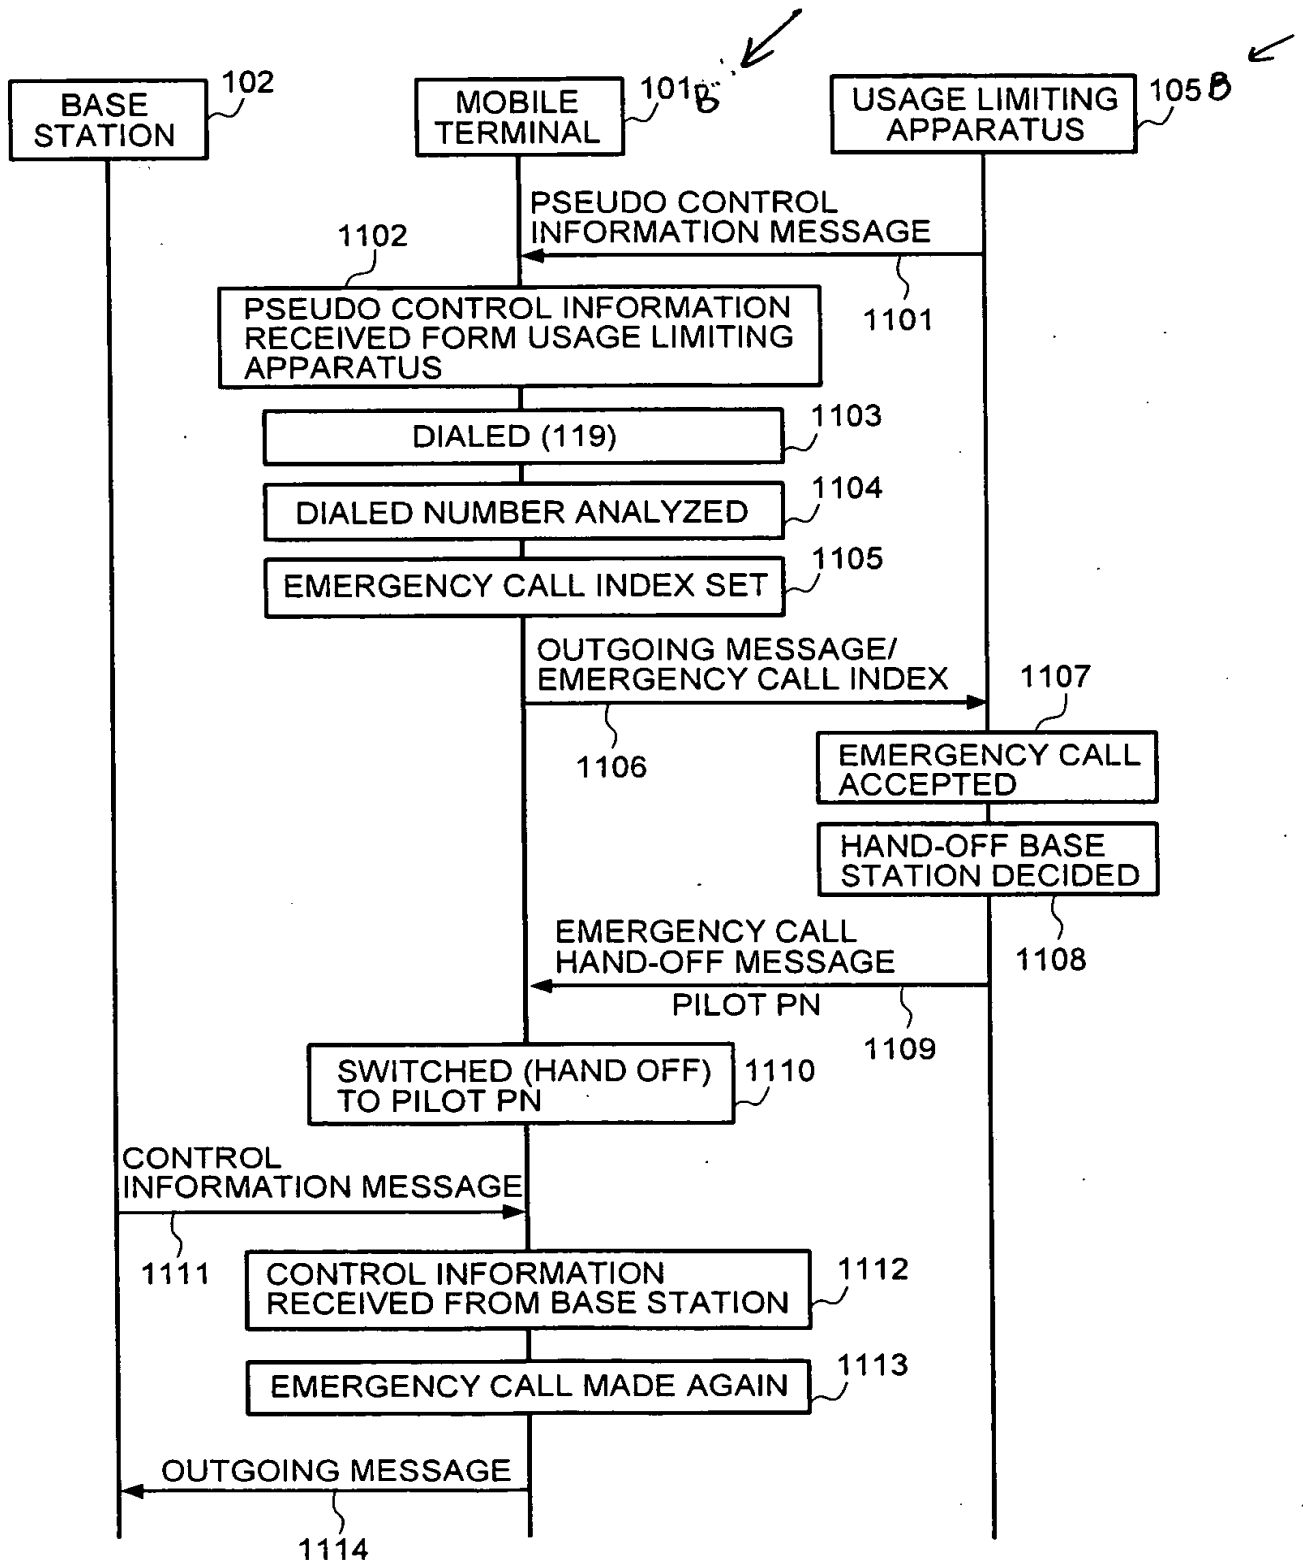 BASE
STATION
102
MOBILE
TERMINAL
101B
USAGE LIMITING
APPARATUS
105B
PSEUDO CONTROL
INFORMATION MESSAGE
1101
1102
PSEUDO CONTROL INFORMATION
RECEIVED FORM USAGE LIMITING
APPARATUS
DIALED (119)
1103
DIALED NUMBER ANALYZED
1104
EMERGENCY CALL INDEX SET
1105
OUTGOING MESSAGE/
EMERGENCY CALL INDEX
1106
1107
EMERGENCY CALL
ACCEPTED
HAND-OFF BASE
STATION DECIDED
1108
EMERGENCY CALL
HAND-OFF MESSAGE
PILOT PN
1109
SWITCHED (HAND OFF)
TO PILOT PN
1110
CONTROL
INFORMATION MESSAGE
1111
CONTROL INFORMATION
RECEIVED FROM BASE STATION
1112
EMERGENCY CALL MADE AGAIN
1113
OUTGOING MESSAGE
1114